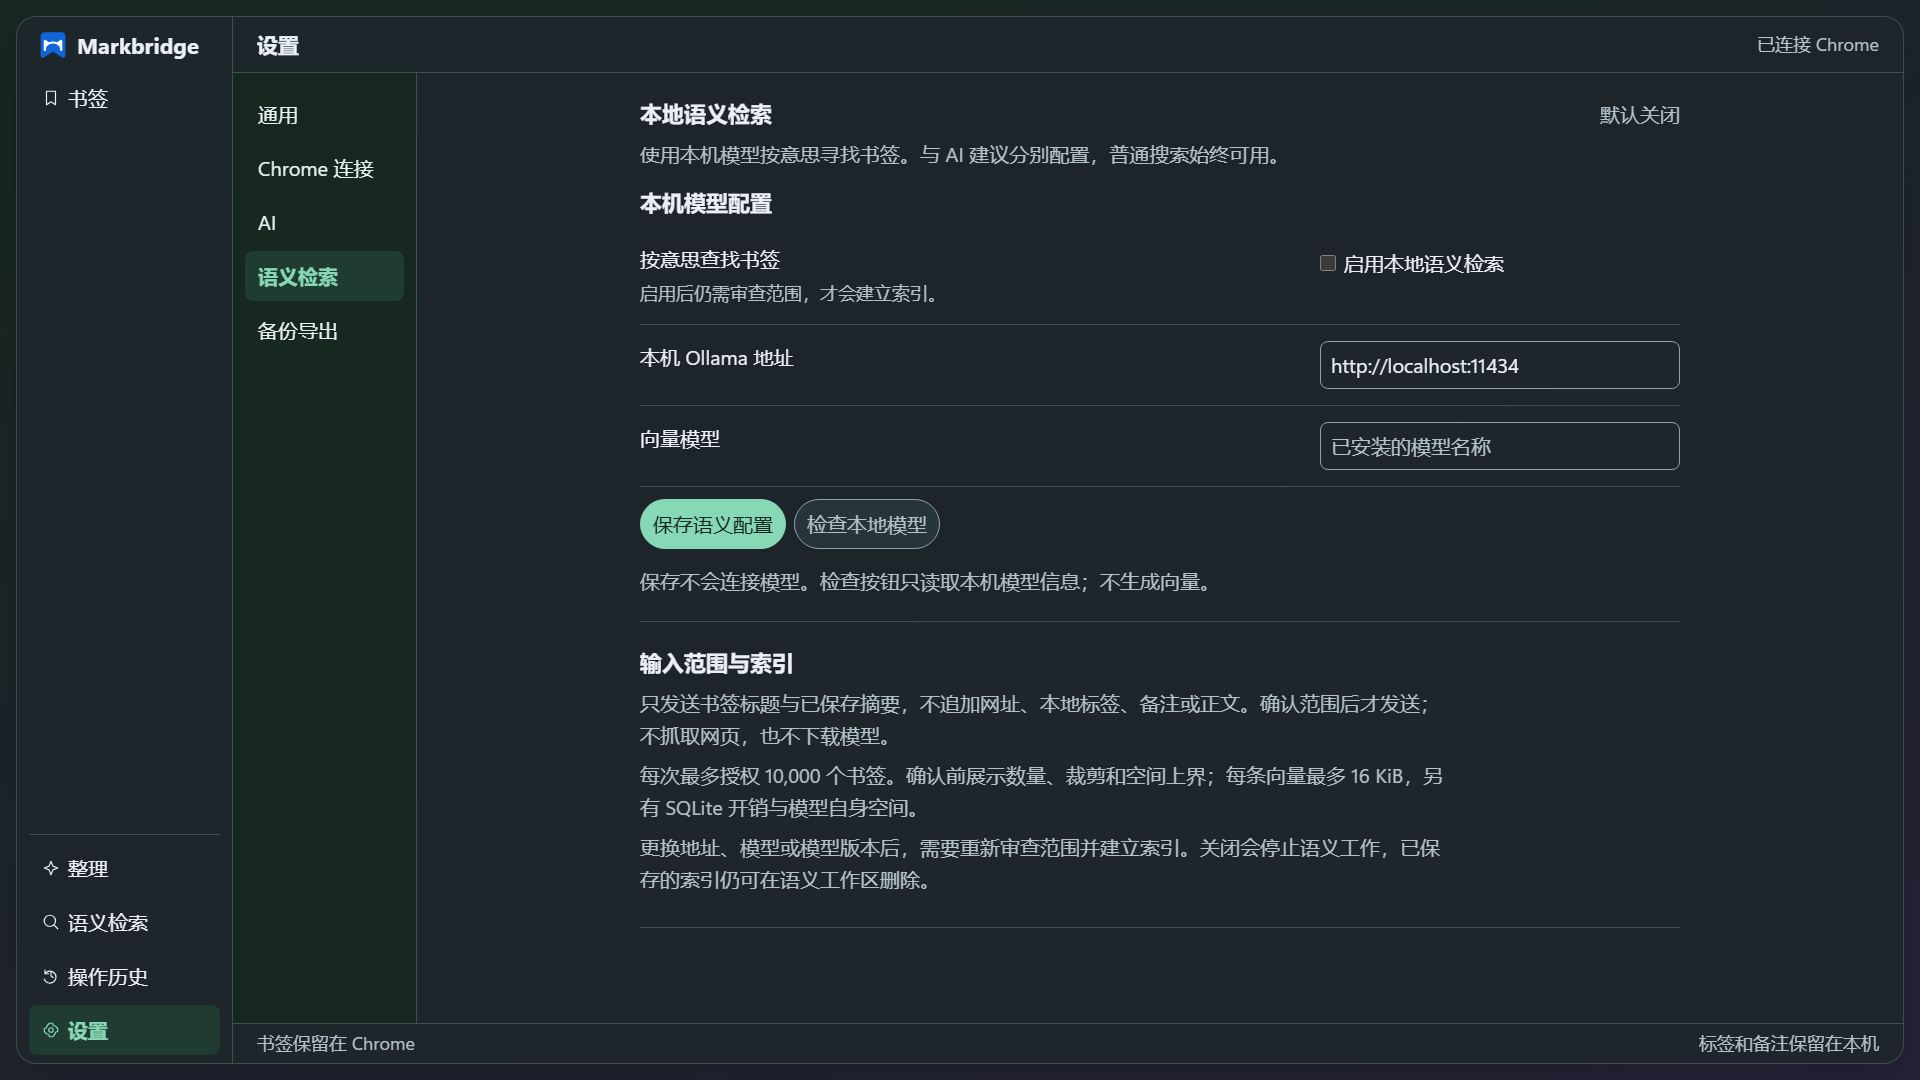 Markbridge
书签
整理
语义检索
操作历史
设置
设置
已连接 Chrome
通用
Chrome 连接
AI
语义检索
备份导出
本地语义检索
默认关闭
使用本机模型按意思寻找书签。与 AI 建议分别配置，普通搜索始终可用。
本机模型配置
按意思查找书签
启用后仍需审查范围，才会建立索引。
启用本地语义检索
本机 Ollama 地址
http://localhost:11434
向量模型
已安装的模型名称
保存语义配置
检查本地模型
保存不会连接模型。检查按钮只读取本机模型信息；不生成向量。
输入范围与索引
只发送书签标题与已保存摘要，不追加网址、本地标签、备注或正文。确认范围后才发送；
不抓取网页，也不下载模型。
每次最多授权 10,000 个书签。确认前展示数量、裁剪和空间上界；每条向量最多 16 KiB，另
有 SQLite 开销与模型自身空间。
更换地址、模型或模型版本后，需要重新审查范围并建立索引。关闭会停止语义工作，已保
存的索引仍可在语义工作区删除。
书签保留在 Chrome
标签和备注保留在本机